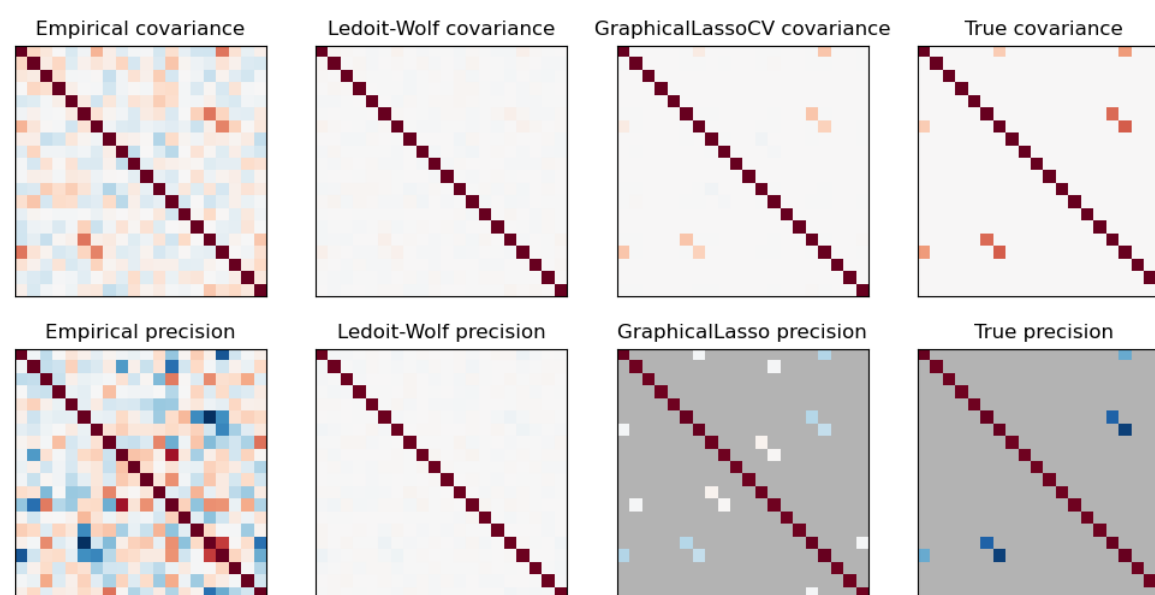 Empirical covariance
Ledoit-Wolf covariance
GraphicalLassoCV covariance
True covariance
Empirical precision
Ledoit-Wolf precision
GraphicalLasso precision
True precision